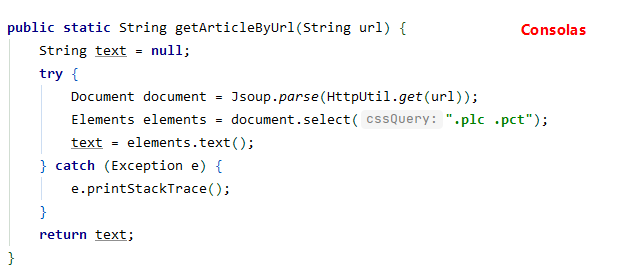 public static String getArticleByUrl(String url) {
Consolas
    String text = null;
    try {
        Document document = Jsoup.parse(HttpUtil.get(url));
        Elements elements = document.select( cssQuery: ".plc .pct");
        text = elements.text();
    } catch (Exception e) {
        e.printStackTrace();
    }
    return text;
}